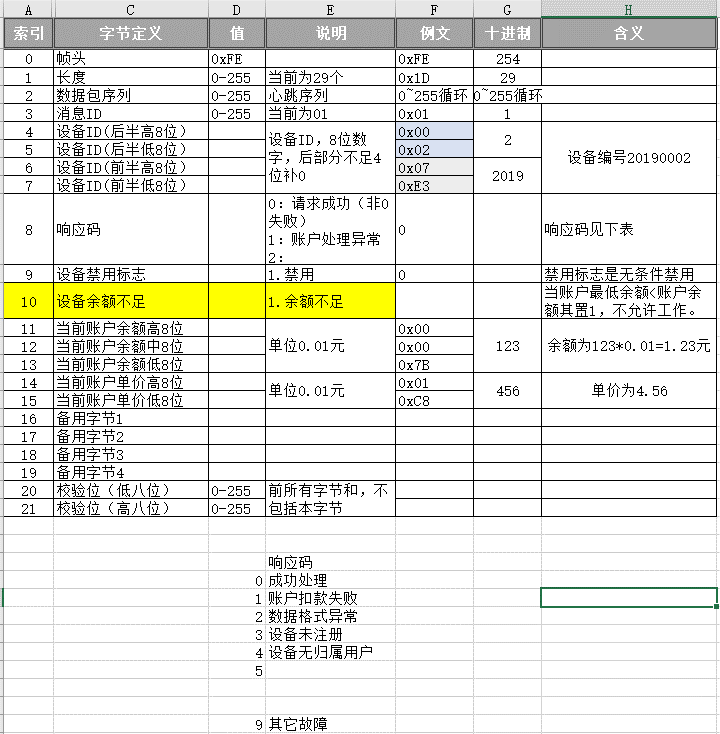 A C D E F G H
索引 字节定义 值 说明 例文 十进制 含义
0 帧头 0xFE 0xFE 254
1 长度 0-255 当前为29个 0x1D 29
2 数据包序列 0-255 心跳序列 0~255循环 0~255循环
3 消息ID 0-255 当前为01 0x01 1
4 设备ID(后半高8位) 0x00
5 设备ID(后半低8位) 0x02
6 设备ID(前半高8位) 0x07
7 设备ID(前半低8位) 0xE3
设备ID，8位数
字，后部分不足4
位补0
2
2019
设备编号20190002
8 响应码
0：请求成功（非0
失败）
1：账户处理异常
2：
0
响应码见下表
9 设备禁用标志 1.禁用 0 禁用标志是无条件禁用
10 设备余额不足 1.余额不足
当账户最低余额<账户余
额其置1，不允许工作。
11 当前账户余额高8位 0x00
12 当前账户余额中8位 单位0.01元 0x00 123 余额为123*0.01=1.23元
13 当前账户余额低8位 0x7B
14 当前账户单价高8位 0x01
15 当前账户单价低8位 0xC8
单位0.01元 456 单价为4.56
16 备用字节1
17 备用字节2
18 备用字节3
19 备用字节4
20 校验位（低八位） 0-255 前所有字节和，不
21 校验位（高八位） 0-255 包括本字节
响应码
0 成功处理
1 账户扣款失败
2 数据格式异常
3 设备未注册
4 设备无归属用户
5
9 其它故障